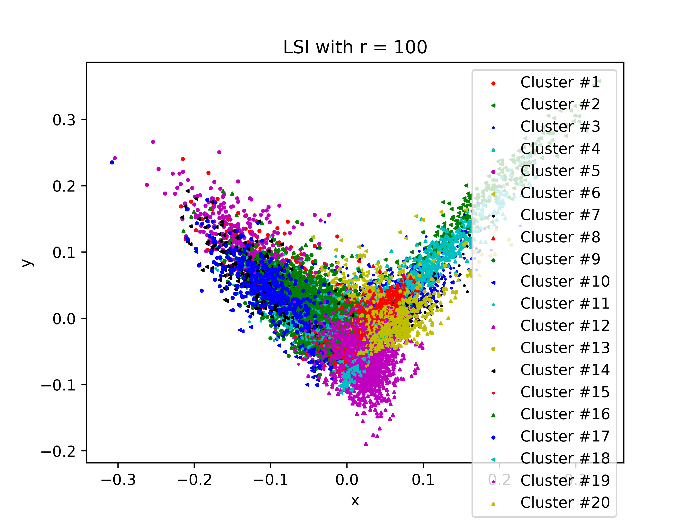 LSI with r = 100
Cluster #1
Cluster #2
Cluster #3
Cluster #4
Cluster #5
Cluster #6
Cluster #7
Cluster #8
Cluster #9
Cluster #10
Cluster #11
Cluster #12
Cluster #13
Cluster #14
Cluster #15
Cluster #16
Cluster #17
Cluster #18
Cluster #19
Cluster #20
y
0.3
0.2
0.1
0.0
−0.1
−0.2
−0.3 −0.2 −0.1 0.0 0.1 0.2
x